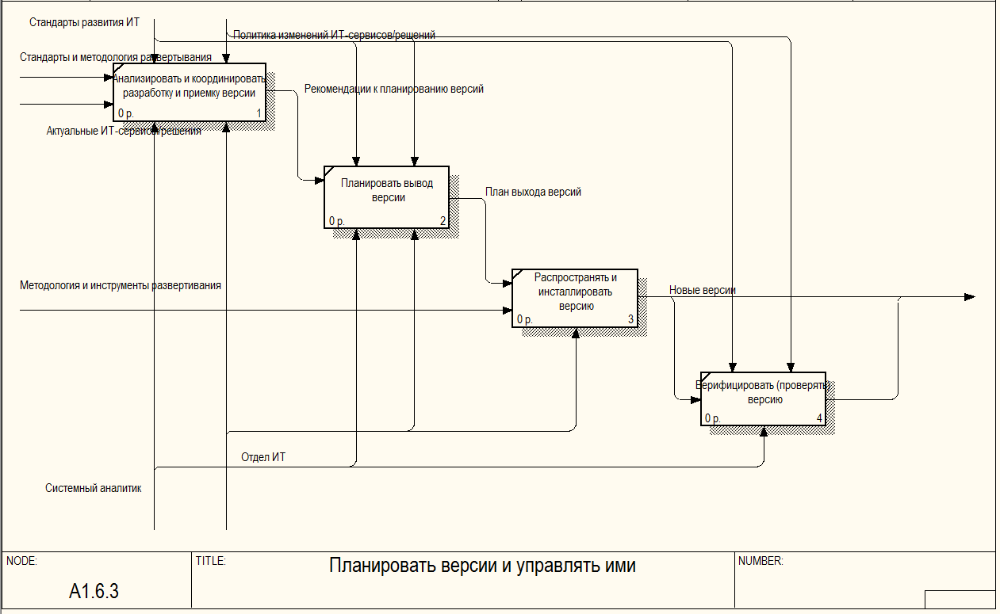 Стандарты развития ИТ
Политика изменений ИТ-сервисов/решений
Стандарты и методология развертывания
Анализировать и координировать
разработку и приемку версии
0 р.
1
Рекомендации к планированию версий
Актуальные ИТ-сервисы/решения
Планировать вывод
версии
0 р.
2
План выхода версий
Методология и инструменты развертивания
Распространять и
инсталлировать
версию
0 р.
3
Новые версии
Верифицировать (проверять)
версию
0 р.
4
Отдел ИТ
Системный аналитик
NODE:
TITLE:
Планировать версии и управлять ими
NUMBER:
A1.6.3